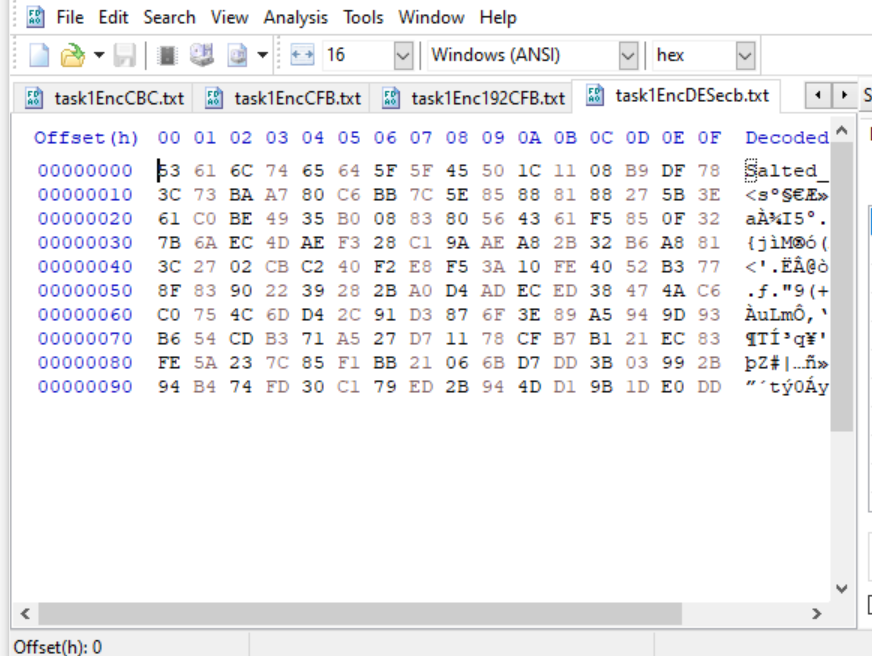 File Edit Search View Analysis Tools Window Help
16 Windows (ANSI) hex
task1EncCBC.txt task1EncCFB.txt task1Enc192CFB.txt task1EncDESecb.txt S
Offset(h) 00 01 02 03 04 05 06 07 08 09 0A 0B 0C 0D 0E 0F Decoded
00000000 53 61 6C 74 65 64 5F 5F 45 50 1C 11 08 B9 DF 78 Salted_
00000010 3C 73 BA A7 80 C6 BB 7C 5E 85 88 81 88 27 5B 3E <sº§€Æ»
00000020 61 C0 BE 49 35 B0 08 83 80 56 43 61 F5 85 0F 32 aÀ¾I5°.
00000030 7B 6A EC 4D AE F3 28 C1 9A AE A8 2B 32 B6 A8 81 {jìM®ó(
00000040 3C 27 02 CB C2 40 F2 E8 F5 3A 10 FE 40 52 B3 77 <'.ËÂ@ò
00000050 8F 83 90 22 39 28 2B A0 D4 AD EC ED 38 47 4A C6 .ƒ."9(+
00000060 C0 75 4C 6D D4 2C 91 D3 87 6F 3E 89 A5 94 9D 93 ÀuLmÔ,‘
00000070 B6 54 CD B3 71 A5 27 D7 11 78 CF B7 B1 21 EC 83 ¶TÍ³q¥'
00000080 FE 5A 23 7C 85 F1 BB 21 06 6B D7 DD 3B 03 99 2B þZ#|…ñ»
00000090 94 B4 74 FD 30 C1 79 ED 2B 94 4D D1 9B 1D E0 DD ”´tý0Áy
Offset(h): 0